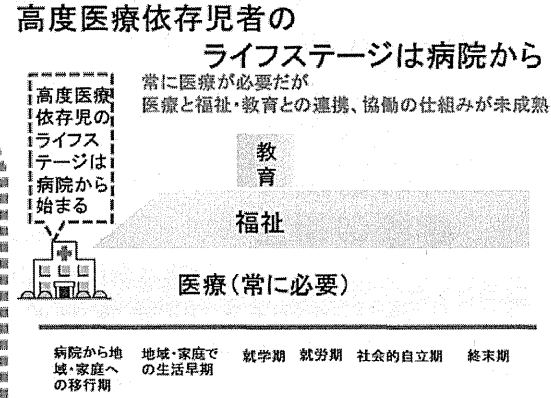 高度医療依存児者の
ライフステージは病院から
常に医療が必要だが
医療と福祉・教育との連携、協働の仕組みが未成熟
高度医療
依存児の
ライフス
テージは
病院から
始まる
教
育
福祉
医療(常に必要)
病院から地
域・家庭へ
の移行期
地域・家庭で
の生活早期
就学期
就労期
社会的自立期
終末期